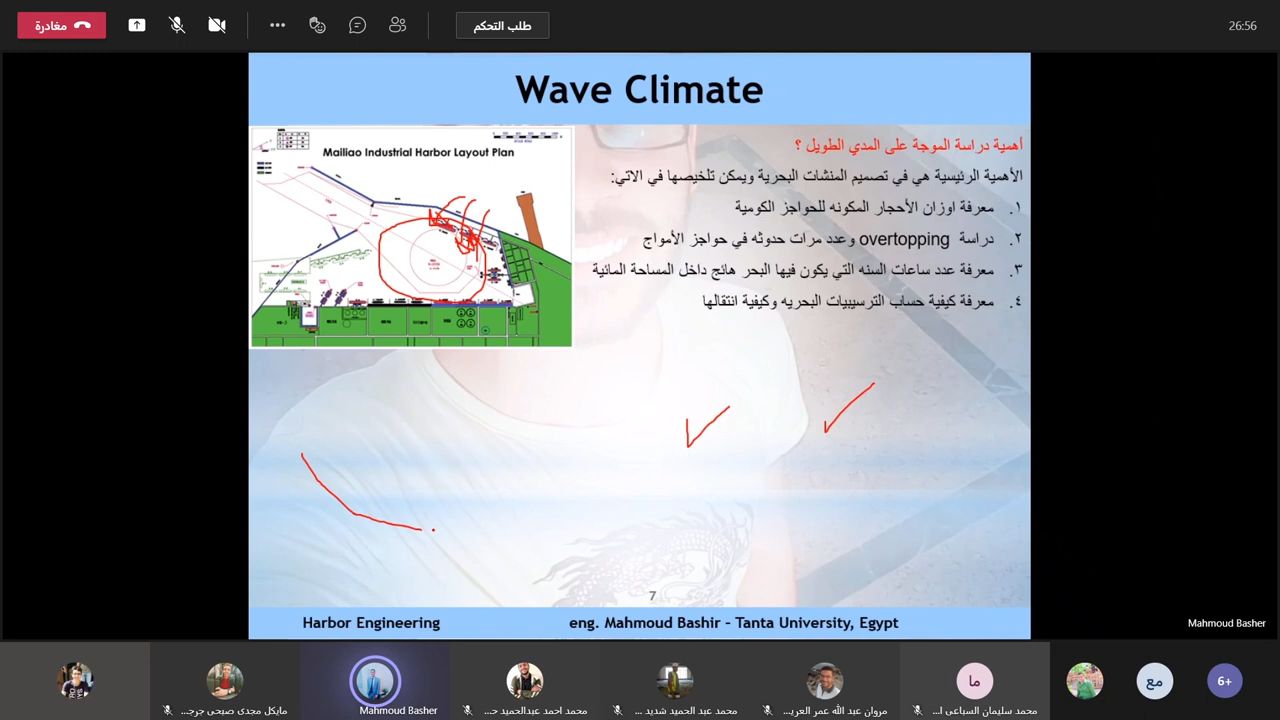 مغادرة
طلب التحكم
26:56
Wave Climate
Mailiao Industrial Harbor Layout Plan
أهمية دراسة الموجة على المدي الطويل ؟
الأهمية الرئيسية هي في تصميم المنشات البحرية ويمكن تلخيصها في الاتي:
١. معرفة اوزان الأحجار المكونه للحواجز الكومية
٢. دراسة overtopping وعدد مرات حدوثه في حواجز الأمواج
٣. معرفة عدد ساعات السنه التي يكون فيها البحر هائج داخل المساحة المائية
٤. معرفة كيفية حساب الترسيبيات البحريه وكيفية انتقالها
7
Harbor Engineering
eng. Mahmoud Bashir – Tanta University, Egypt
Mahmoud Basher
مايكل مجدى صبحى جرج...
Mahmoud Basher
محمد احمد عبدالحميد ح...
محمد عبد الحميد شديد ...
مروان عبد الله عمر العريـ...
محمد سليمان السباعى ا...
ما
مع
+6